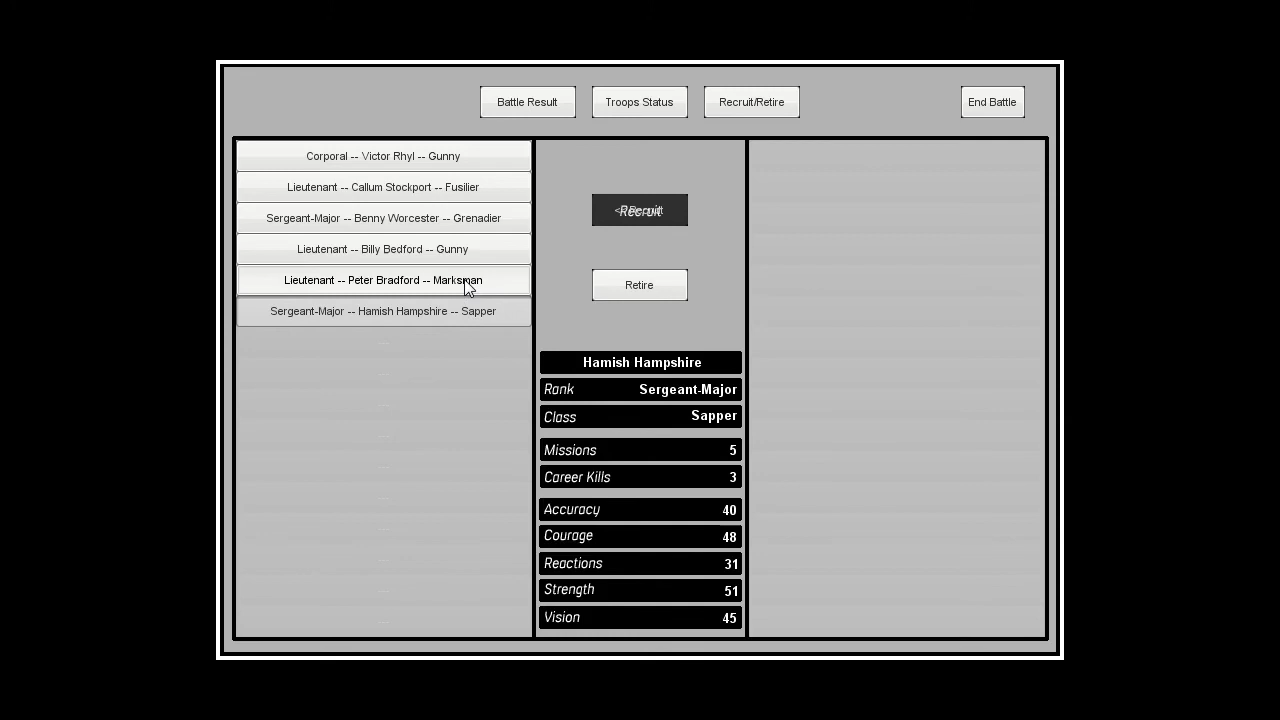 Battle Result
Troops Status
Recruit/Retire
End Battle
Corporal -- Victor Rhyl -- Gunny
Lieutenant -- Callum Stockport -- Fusilier
Sergeant-Major -- Benny Worcester -- Grenadier
Lieutenant -- Billy Bedford -- Gunny
Lieutenant -- Peter Bradford -- Marksman
Sergeant-Major -- Hamish Hampshire -- Sapper
Recruit
Retire
Hamish Hampshire
Rank Sergeant-Major
Class Sapper
Missions 5
Career Kills 3
Accuracy 40
Courage 48
Reactions 31
Strength 51
Vision 45